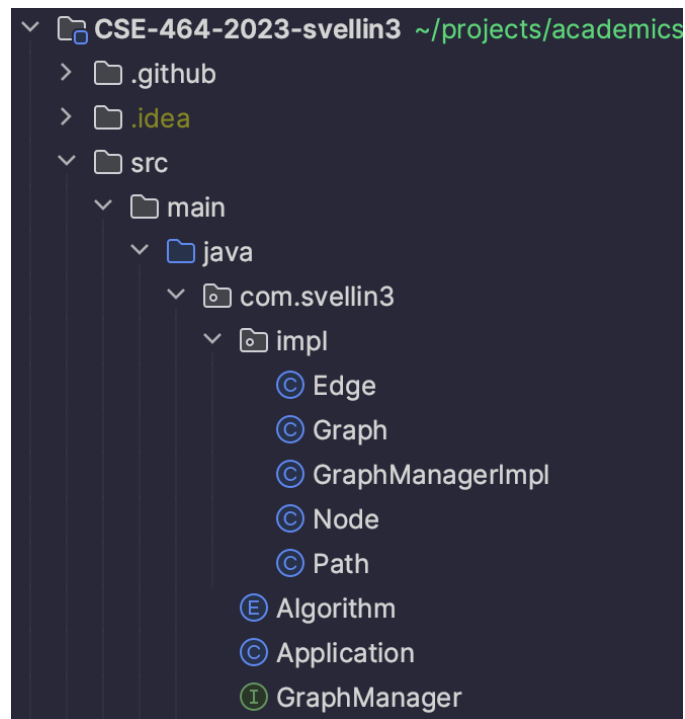 CSE-464-2023-svellin3 ~/projects/academics
.github
.idea
src
main
java
com.svellin3
impl
C Edge
C Graph
C GraphManagerImpl
C Node
C Path
E Algorithm
C Application
I GraphManager